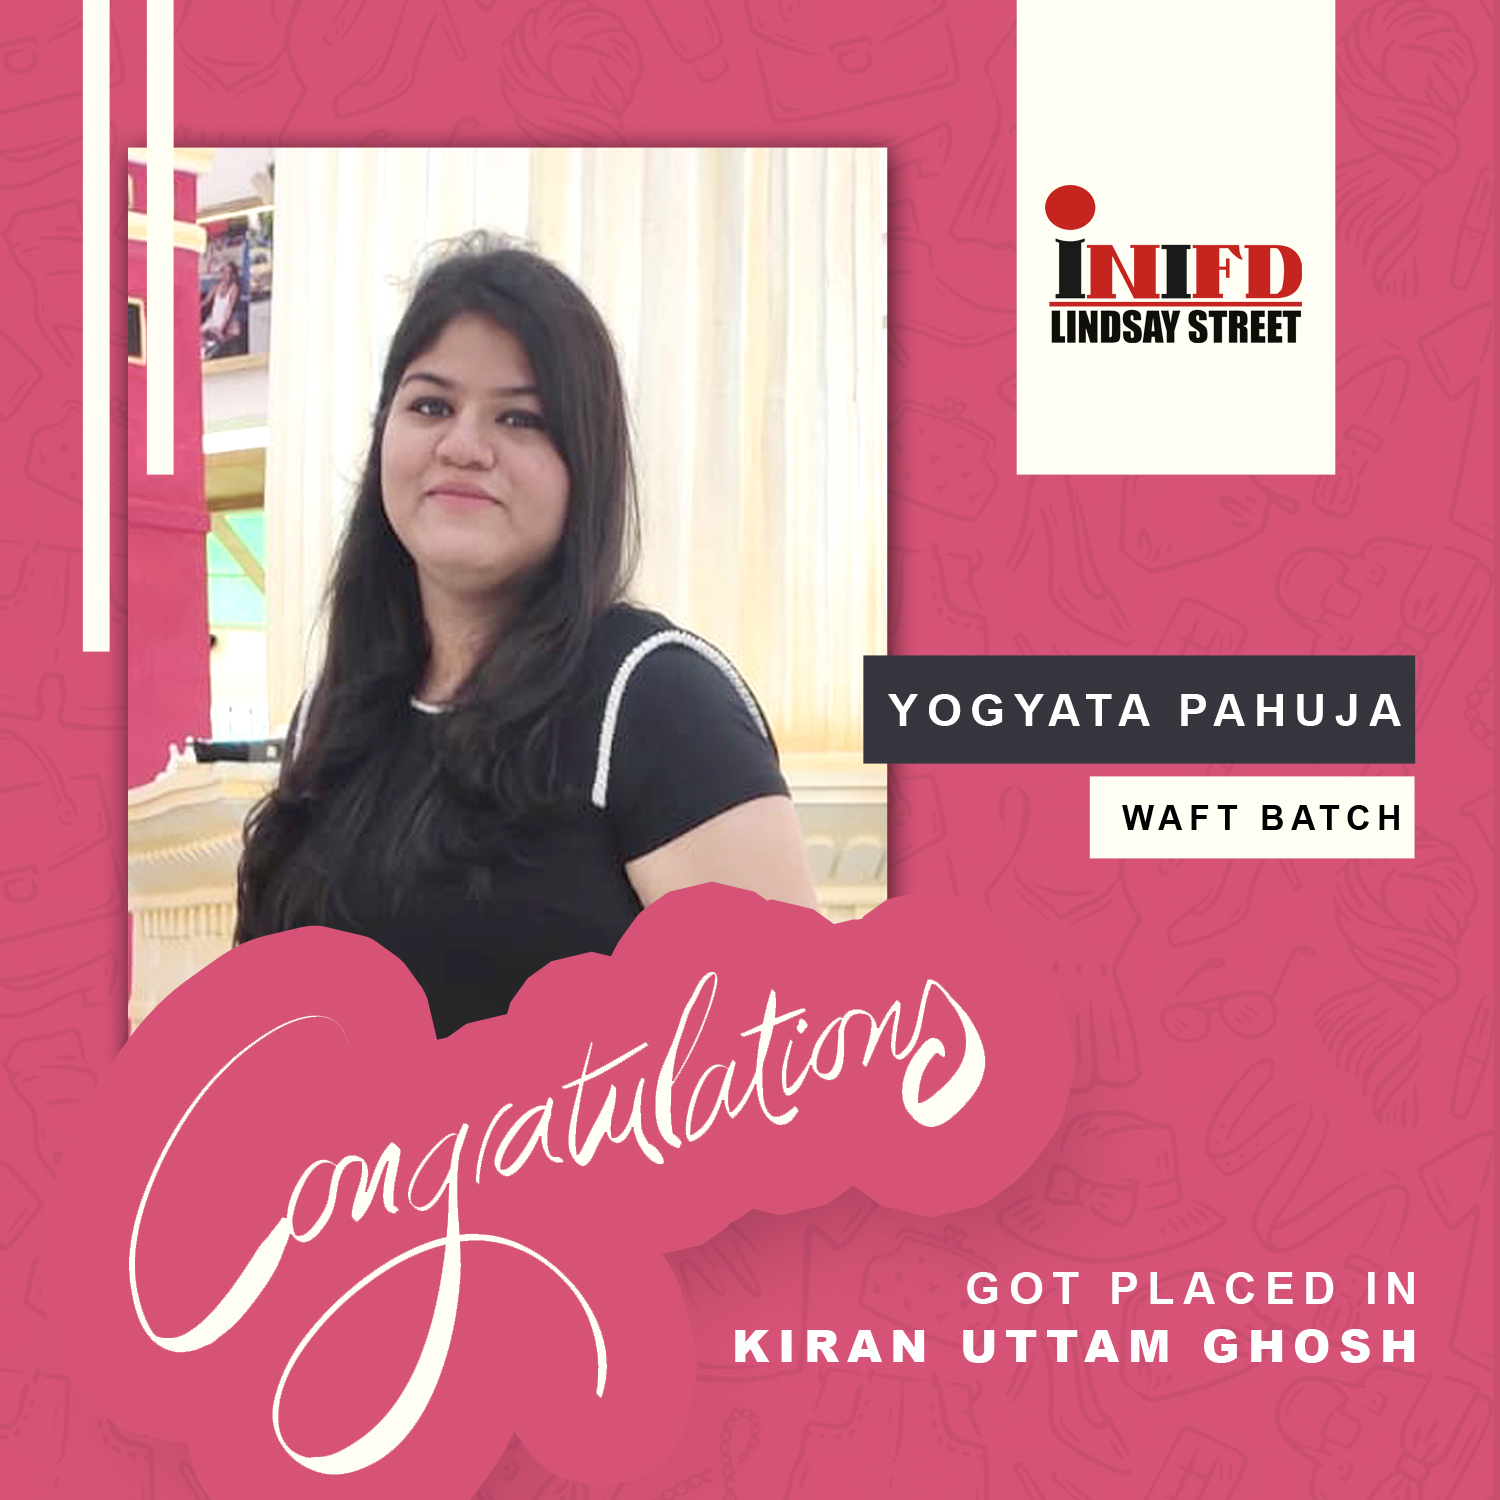 iNIFD
LINDSAY STREET
YOGYATA PAHUJA
WAFT BATCH
Congratulations
GOT PLACED IN
KIRAN UTTAM GHOSH